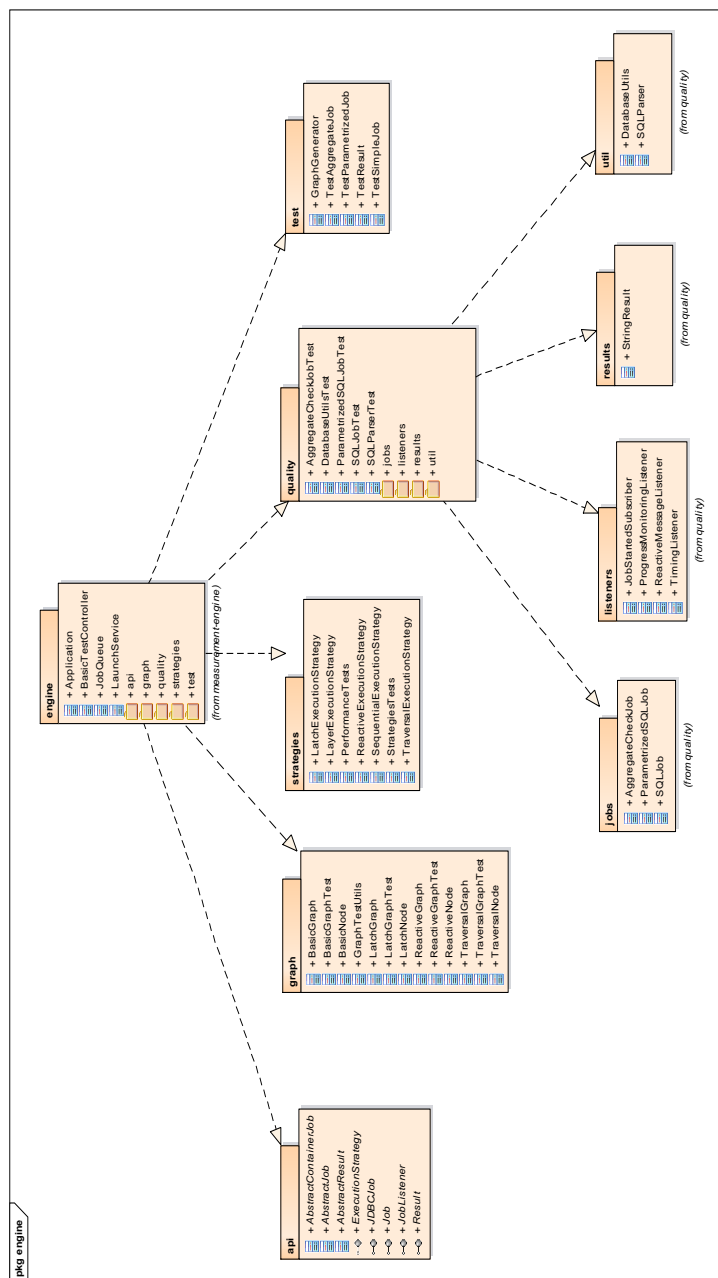 pkg engine
engine
+ Application
+ BasicTestController
+ JobQueue
+ LaunchService
+ api
+ graph
+ quality
+ strategies
+ test
(from measurement-engine)
api
+ AbstractContainerJob
+ AbstractJob
+ AbstractResult
+ ExecutionStrategy
+ JDBCJob
+ Job
+ JobListener
+ Result
graph
+ BasicGraph
+ BasicGraphTest
+ BasicNode
+ GraphTestUtils
+ LatchGraph
+ LatchGraphTest
+ LatchNode
+ ReactiveGraph
+ ReactiveGraphTest
+ ReactiveNode
+ TraversalGraph
+ TraversalGraphTest
+ TraversalNode
strategies
+ LatchExecutionStrategy
+ LayerExecutionStrategy
+ PerformanceTests
+ ReactiveExecutionStrategy
+ SequentialExecutionStrategy
+ StrategiesTests
+ TraversalExecutionStrategy
quality
+ AggregateCheckJobTest
+ DatabaseUtilsTest
+ ParametrizedSQLJobTest
+ SQLJobTest
+ SQLParserTest
+ jobs
+ listeners
+ results
+ util
test
+ GraphGenerator
+ TestAggregateJob
+ TestParametrizedJob
+ TestResult
+ TestSimpleJob
jobs
+ AggregateCheckJob
+ ParametrizedSQLJob
+ SQLJob
(from quality)
listeners
+ JobStartedSubscriber
+ ProgressMonitoringListener
+ ReactiveMessageListener
+ TimingListener
(from quality)
results
+ StringResult
(from quality)
util
+ DatabaseUtils
+ SQLParser
(from quality)